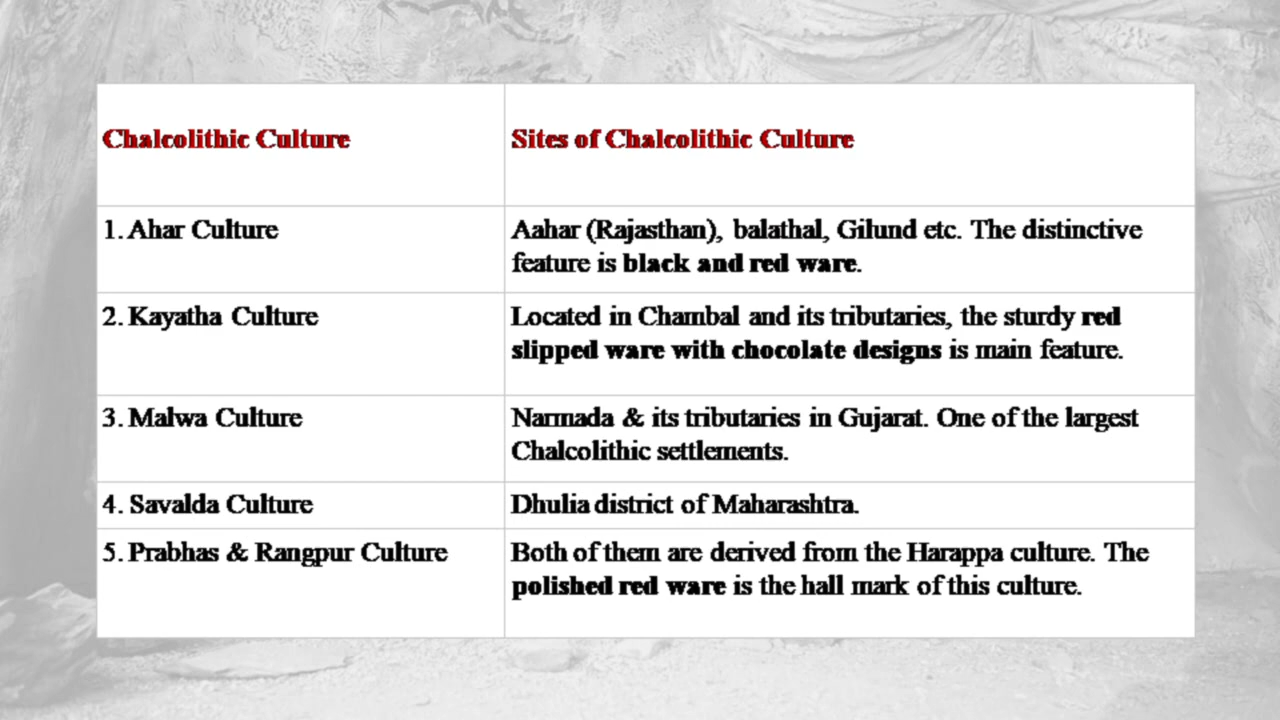 Chalcolithic Culture
Sites of Chalcolithic Culture
1. Ahar Culture
Aahar (Rajasthan), balathal, Gilund etc. The distinctive
feature is black and red ware.
2. Kayatha Culture
Located in Chambal and its tributaries, the sturdy red
slipped ware with chocolate designs is main feature.
3. Malwa Culture
Narmada & its tributaries in Gujarat. One of the largest
Chalcolithic settlements.
4. Savalda Culture
Dhulia district of Maharashtra.
5. Prabhas & Rangpur Culture
Both of them are derived from the Harappa culture. The
polished red ware is the hall mark of this culture.